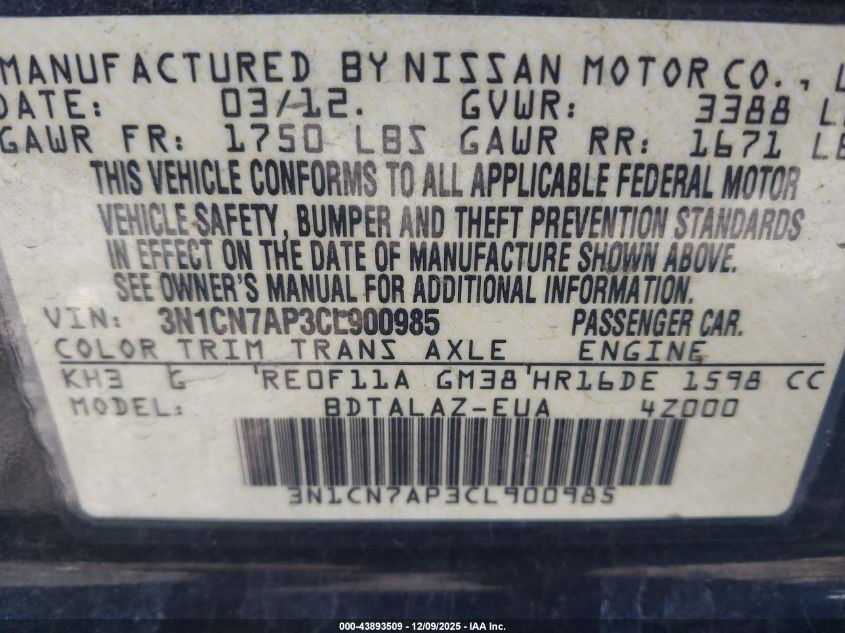 MANUFACTURED BY NISSAN MOTOR CO.,
DATE: 03/12. GVWR: 3388
GAWR FR: 1750 LBS GAWR RR: 1671
THIS VEHICLE CONFORMS TO ALL APPLICABLE FEDERAL MOTOR
VEHICLE SAFETY, BUMPER AND THEFT PREVENTION STANDARDS
IN EFFECT ON THE DATE OF MANUFACTURE SHOWN ABOVE.
SEE OWNER'S MANUAL FOR ADDITIONAL INFORMATION
VIN: 3N1CN7AP3CL900985 PASSENGER CAR.
COLOR TRIM TRANS AXLE ENGINE
KH3 G RE0F11A GM38 HR16DE 1598 CC
MODEL: BDTALAZ-EUA 4Z000
3N1CN7AP3CL900985
000-43893509 - 12/09/2025 - IAA Inc.